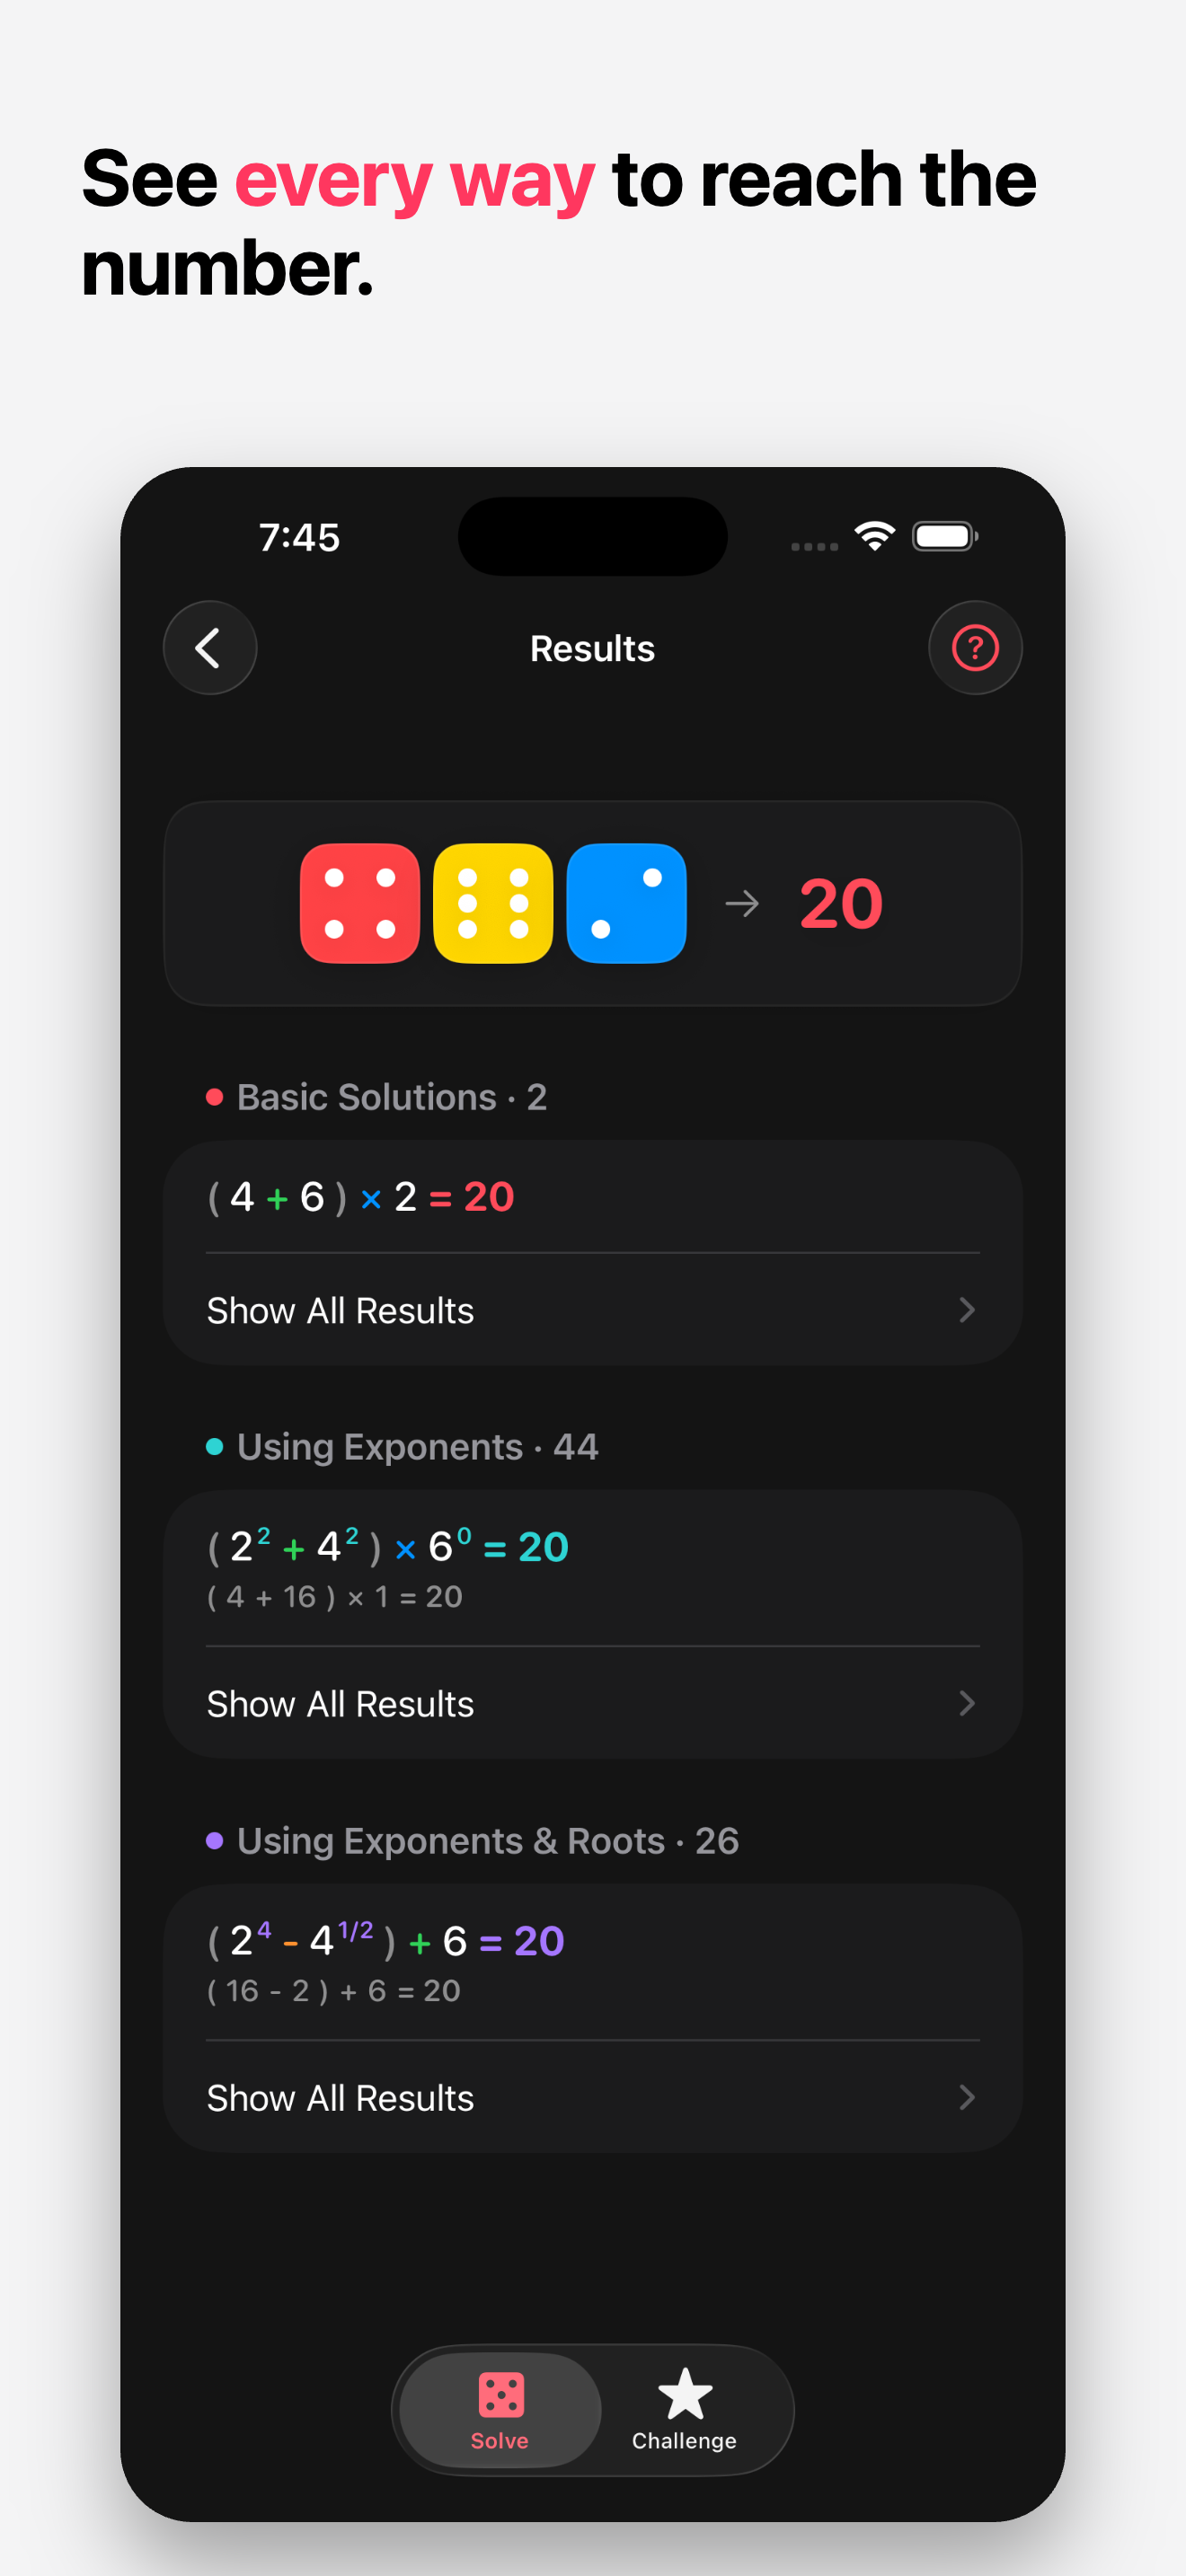 See every way to reach the
number.
7:45
Results
?
→ 20
Basic Solutions · 2
( 4 + 6 ) × 2 = 20
Show All Results
Using Exponents · 44
( 2² + 4² ) × 6⁰ = 20
( 4 + 16 ) × 1 = 20
Show All Results
Using Exponents & Roots · 26
( 2⁴ - 4¹/² ) + 6 = 20
( 16 - 2 ) + 6 = 20
Show All Results
Solve
Challenge